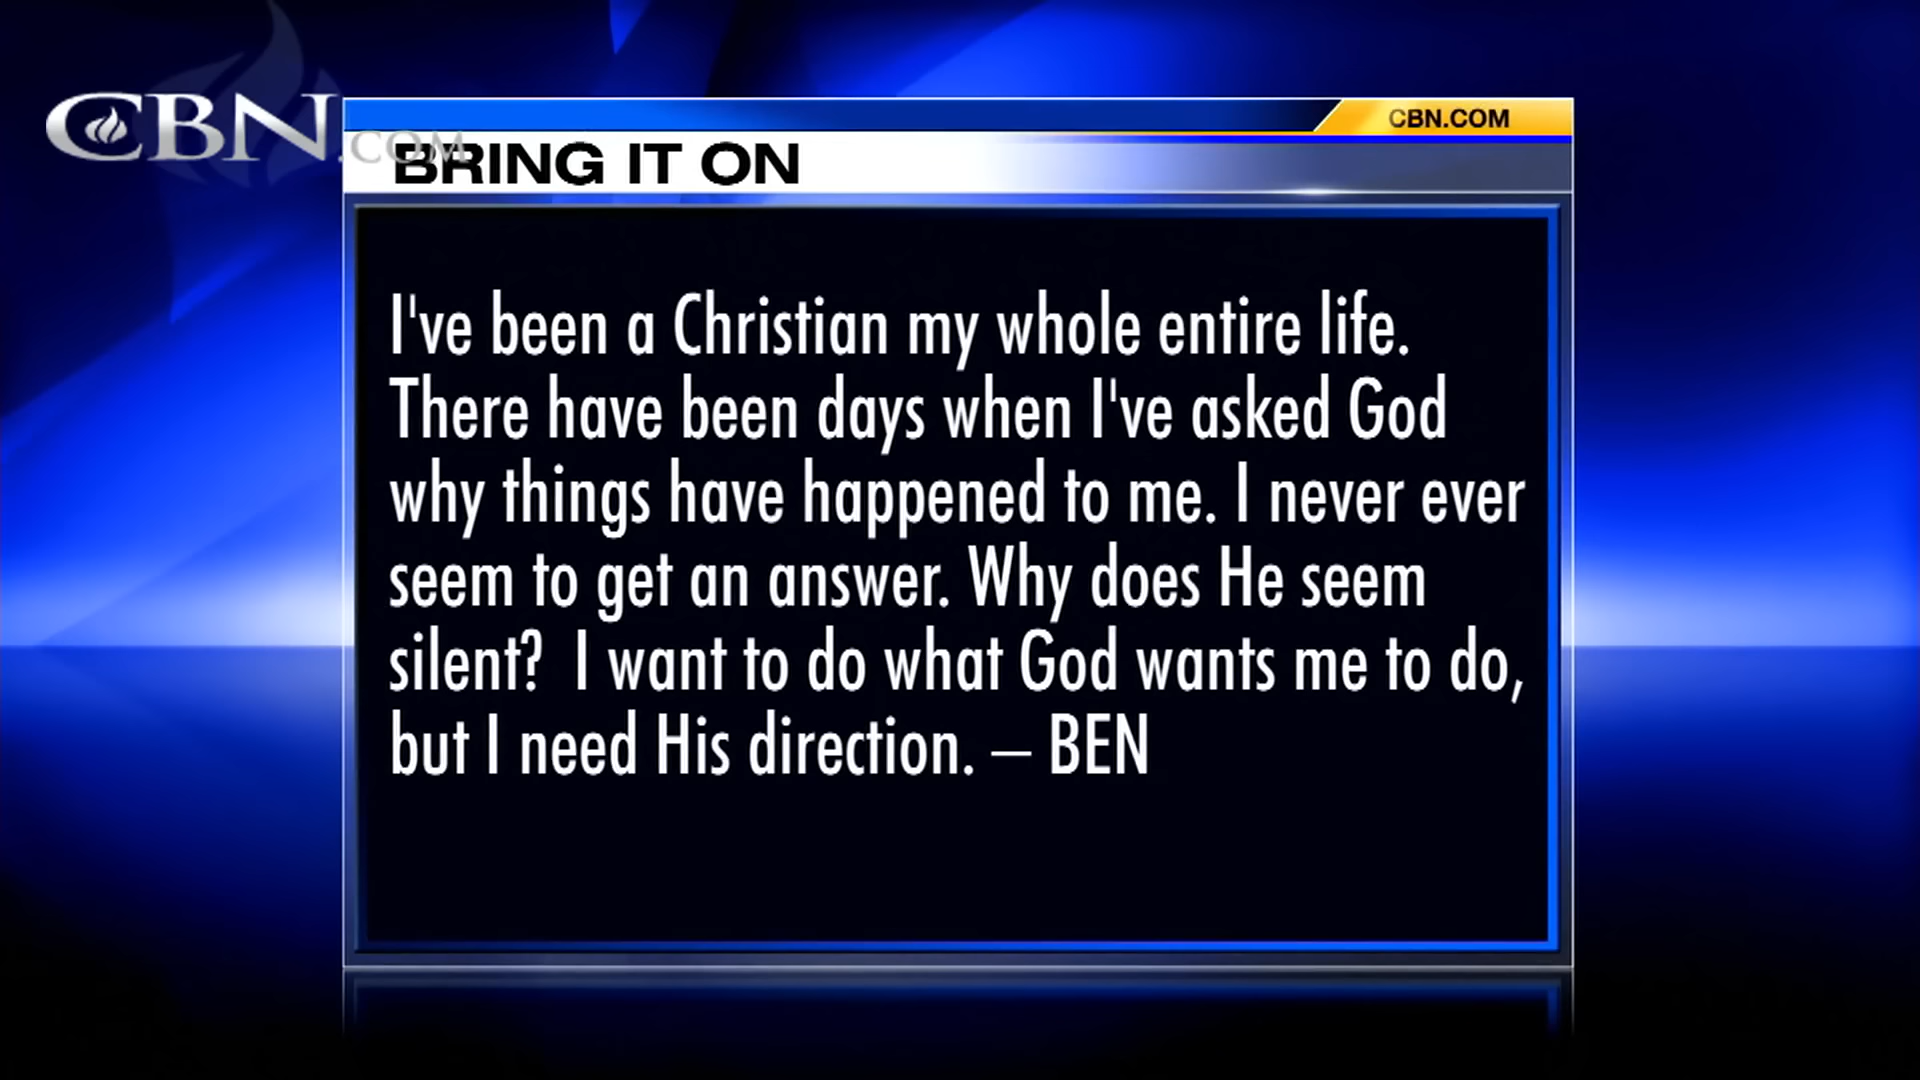 CBN.COM
CBN.COM
BRING IT ON
I've been a Christian my whole entire life.
There have been days when I've asked God
why things have happened to me. I never ever
seem to get an answer. Why does He seem
silent?  I want to do what God wants me to do,
but I need His direction. – BEN